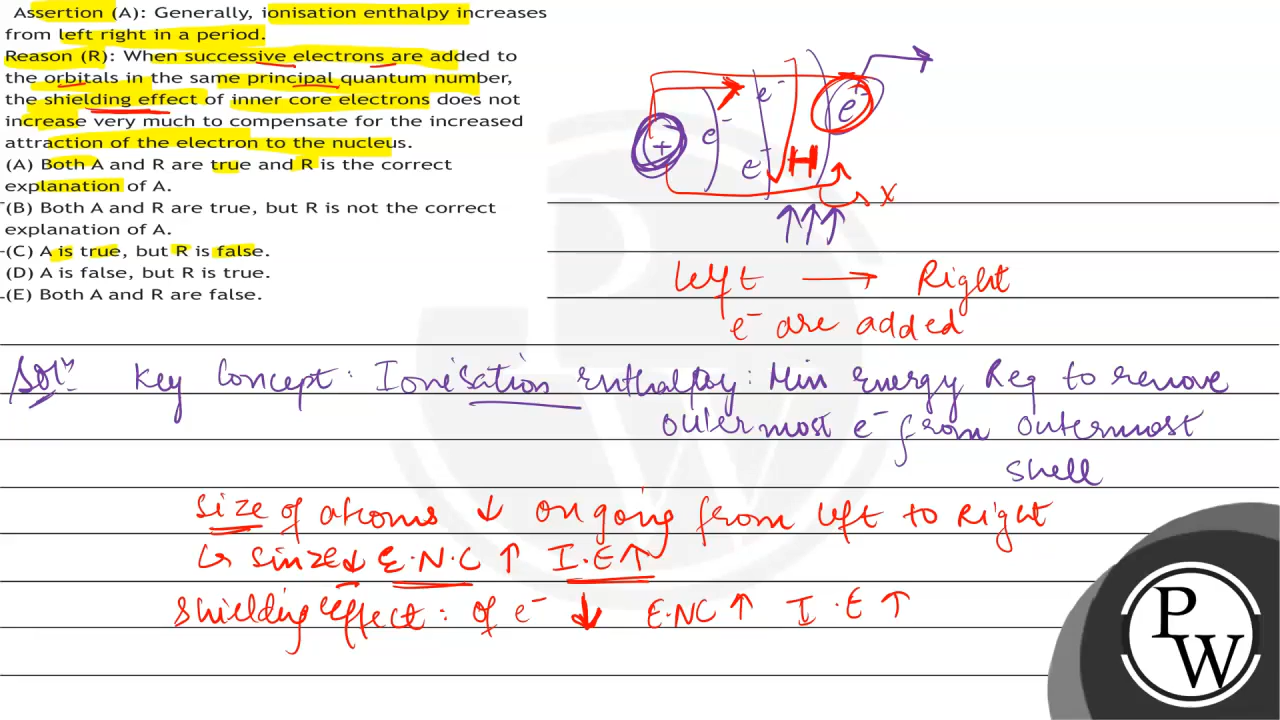 Assertion (A): Generally, ionisation enthalpy increases
from left right in a period.
Reason (R): When successive electrons are added to
the orbitals in the same principal quantum number,
the shielding effect of inner core electrons does not
increase very much to compensate for the increased
attraction of the electron to the nucleus.
(A) Both A and R are true and R is the correct
explanation of A.
(B) Both A and R are true, but R is not the correct
explanation of A.
(C) A is true, but R is false.
(D) A is false, but R is true.
(E) Both A and R are false.
+ e⁻ e⁻ e⁻ H e⁻
x
Left → Right
e⁻ are added
Solⁿ: Key Concept: Ionisation Enthalpy: Min Energy Req to remove
outermost e⁻ from outermost
shell
Size of atoms ↓ on going from left to Right
↳ sinze↓ E.N.C ↑ I.E↑
Shielding effect: of e⁻ ↓ E.NC ↑ I.E ↑
P
W